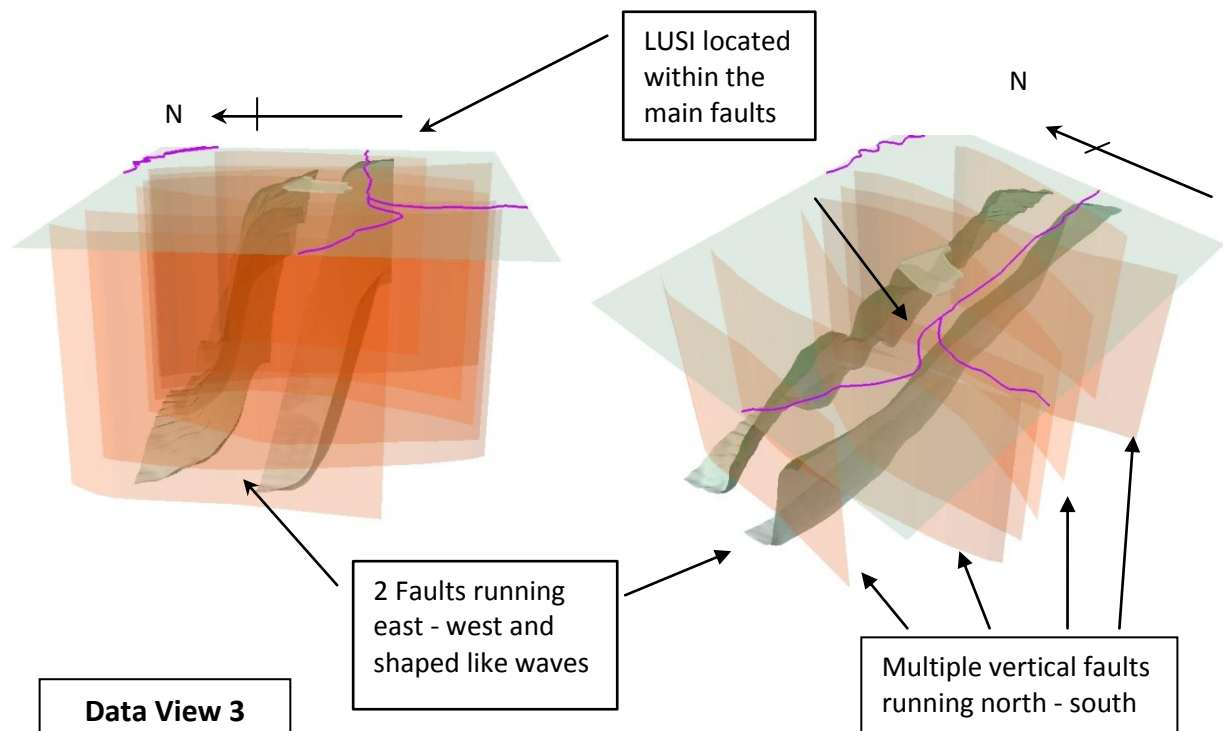 LUSI located
within the
main faults
N
N
2 Faults running
east - west and
shaped like waves
Multiple vertical faults
running north - south
Data View 3